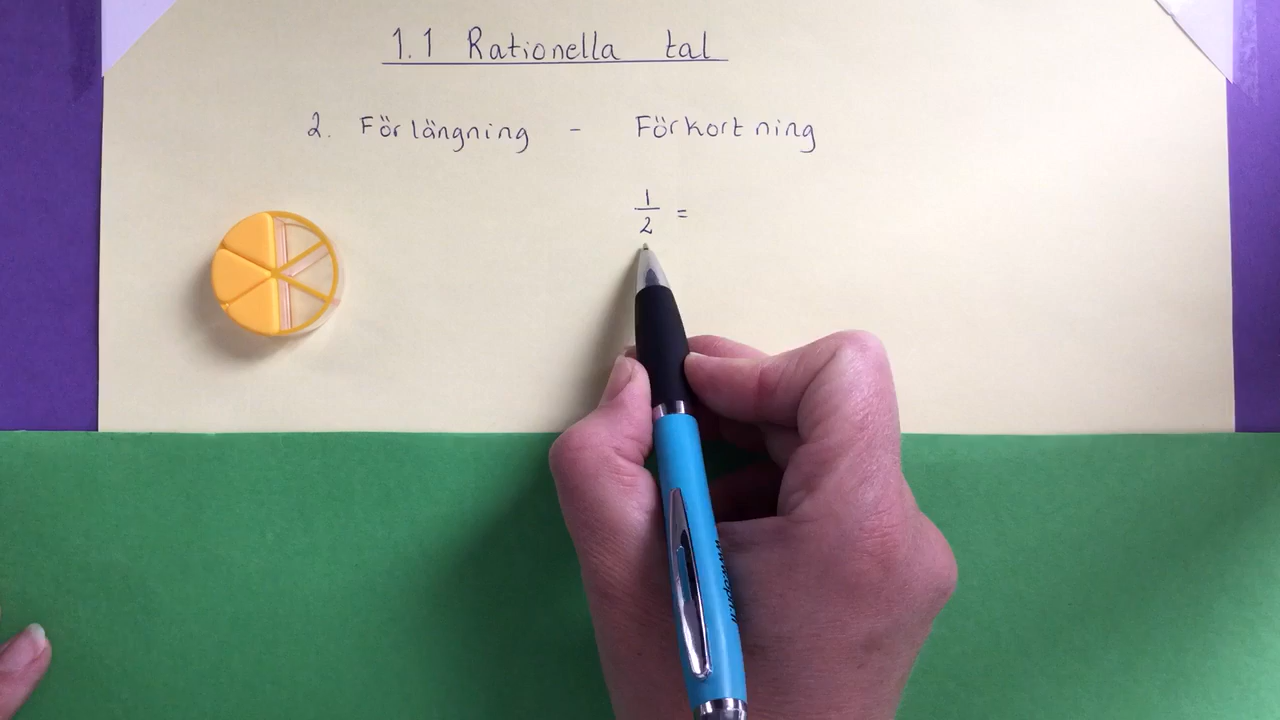 1.1 Rationella tal
2. Förlängning - Förkortning
1/2 =